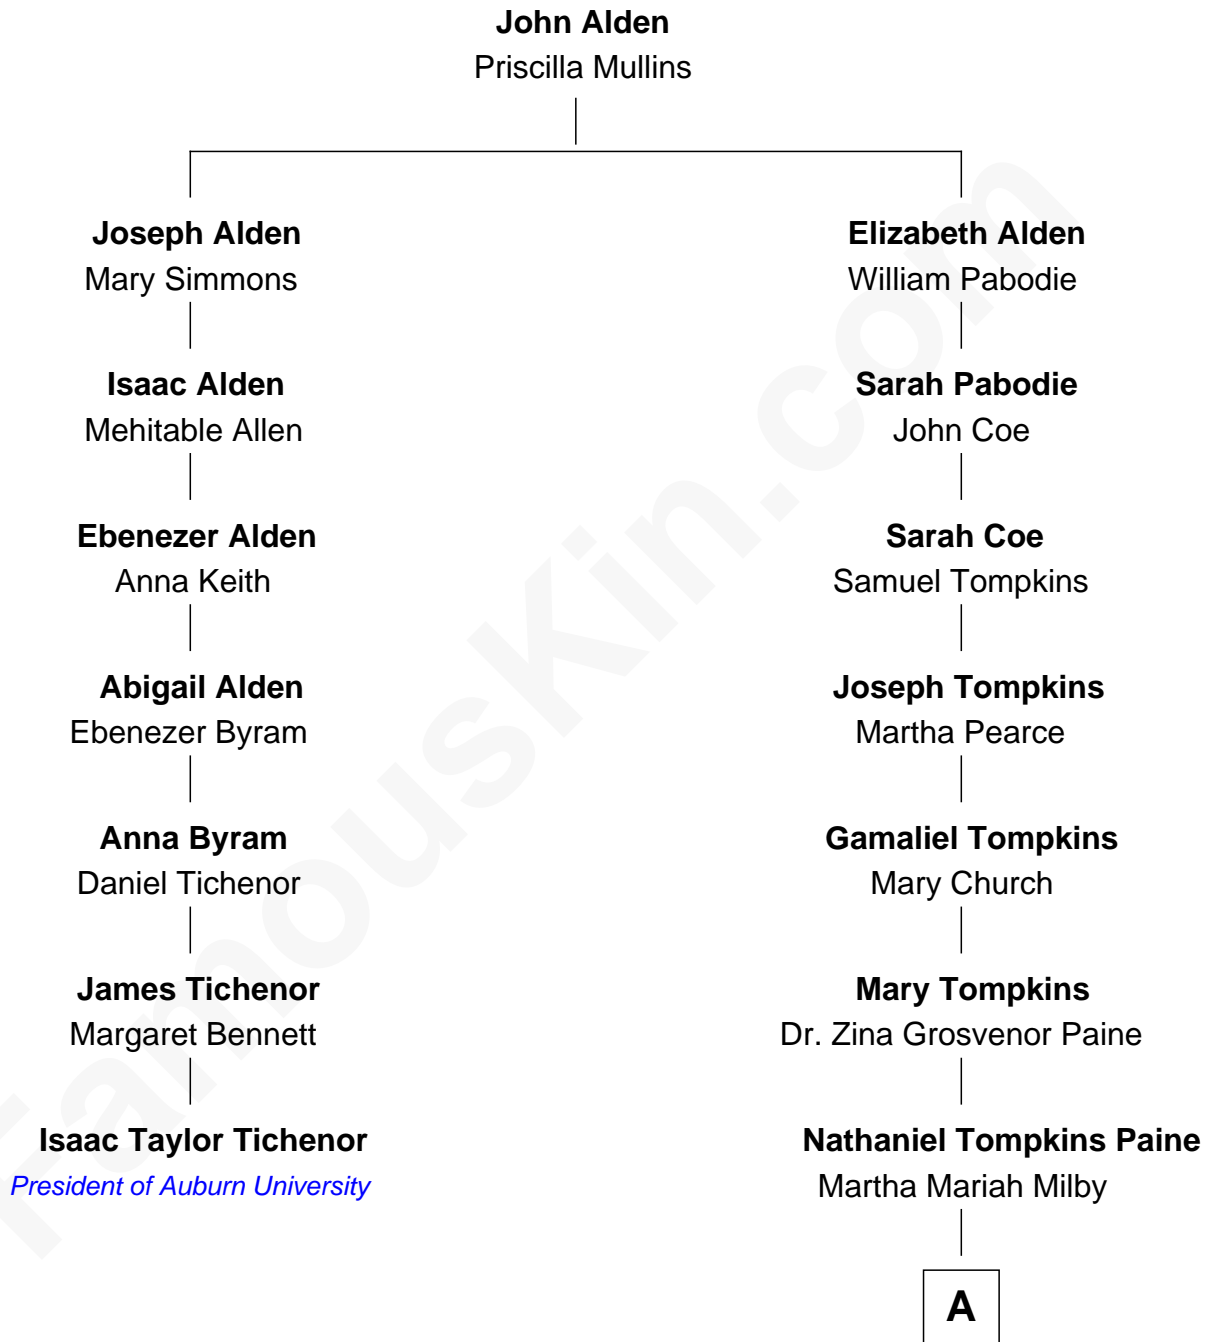 John Alden
Priscilla Mullins
Joseph Alden
Mary Simmons
Isaac Alden
Mehitable Allen
Ebenezer Alden
Anna Keith
Abigail Alden
Ebenezer Byram
Anna Byram
Daniel Tichenor
James Tichenor
Margaret Bennett
Isaac Taylor Tichenor
President of Auburn University
Elizabeth Alden
William Pabodie
Sarah Pabodie
John Coe
Sarah Coe
Samuel Tompkins
Joseph Tompkins
Martha Pearce
Gamaliel Tompkins
Mary Church
Mary Tompkins
Dr. Zina Grosvenor Paine
Nathaniel Tompkins Paine
Martha Mariah Milby
A
FamousKin.com